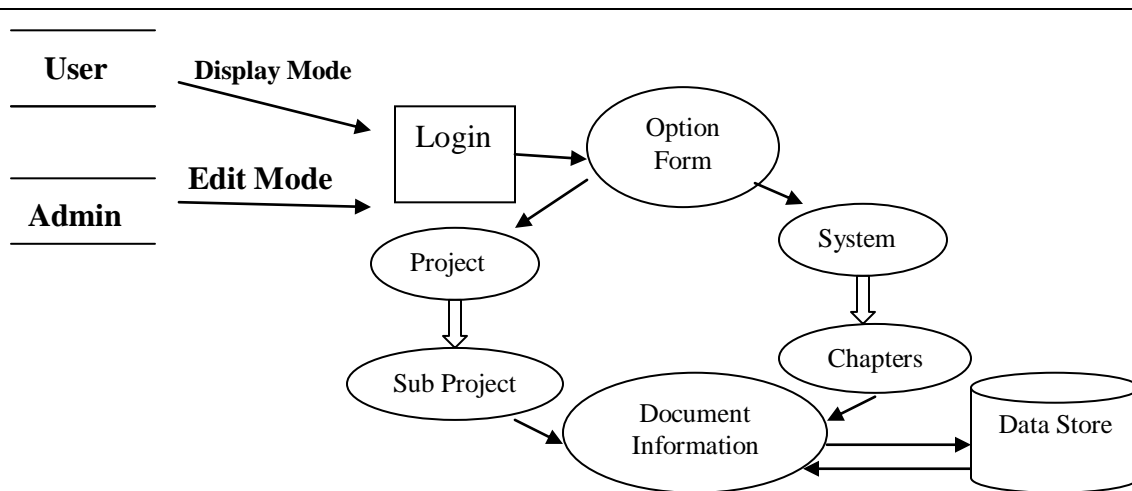 User
Display Mode
Login
Option
Form
Edit Mode
Admin
System
Project
Chapters
Sub Project
Document
Information
Data Store